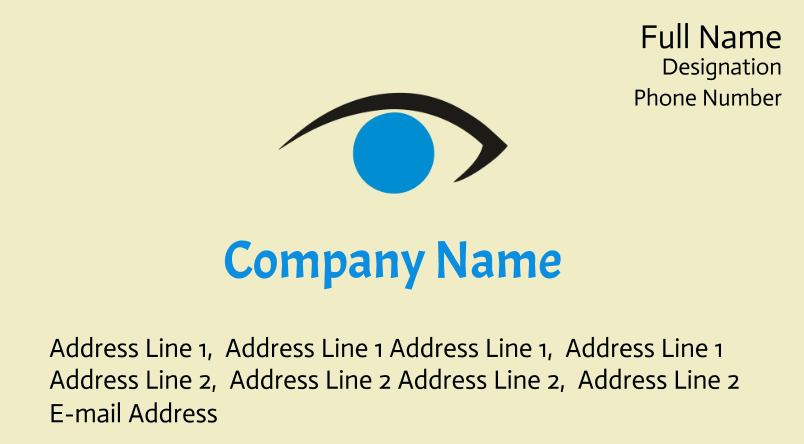 Full Name
Designation
Phone Number
Company Name
Address Line 1,  Address Line 1 Address Line 1,  Address Line 1
Address Line 2,  Address Line 2 Address Line 2,  Address Line 2
E-mail Address